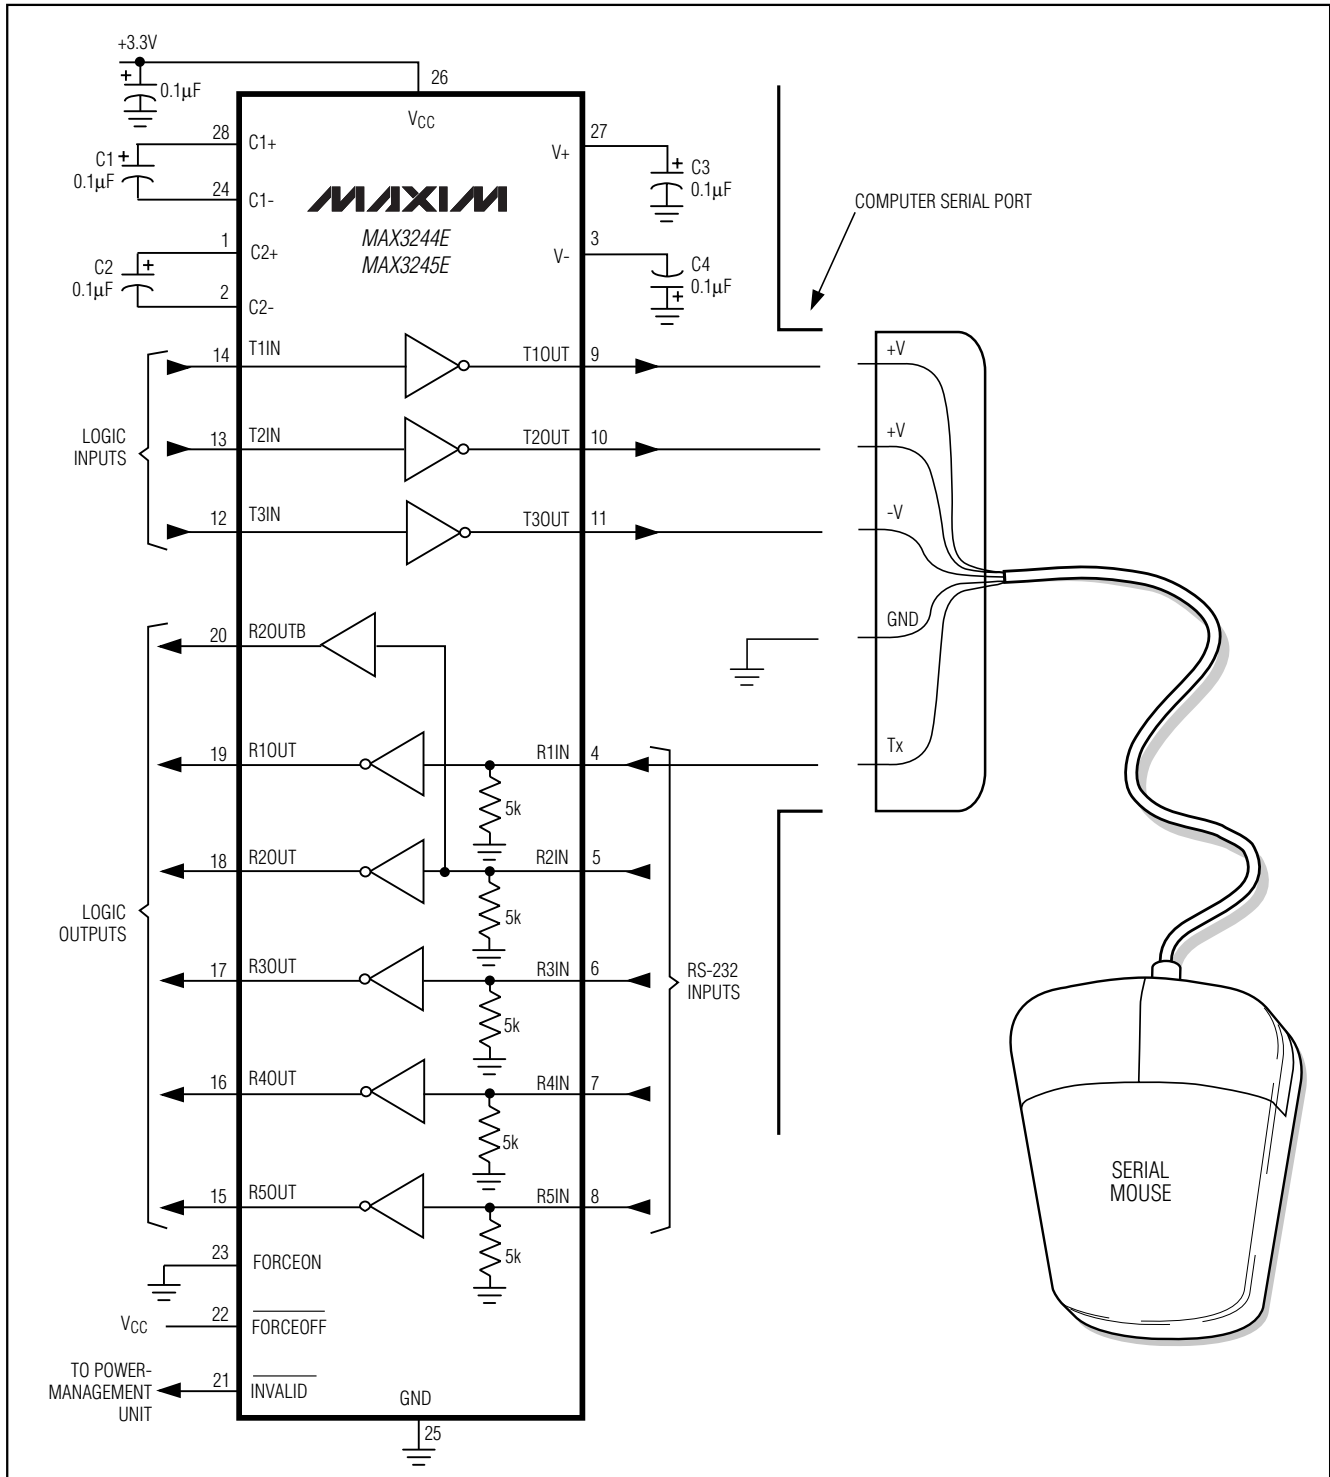 +3.3V
+
0.1µF
26
VCC
28
C1+
C1
+
0.1µF
24
C1-
27
V+
+
C3
0.1µF
MAXIM
MAX3244E
MAX3245E
COMPUTER SERIAL PORT
1
C2+
C2
+
0.1µF
2
C2-
3
V-
C4
0.1µF
+
LOGIC
INPUTS
14
T1IN
T1OUT
9
+V
13
T2IN
T2OUT
10
+V
12
T3IN
T3OUT
11
-V
20
R2OUTB
GND
19
R1OUT
R1IN
4
Tx
5k
18
R2OUT
R2IN
5
5k
LOGIC
OUTPUTS
17
R3OUT
R3IN
6
5k
RS-232
INPUTS
16
R4OUT
R4IN
7
5k
15
R5OUT
R5IN
8
5k
SERIAL
MOUSE
23
FORCEON
VCC
22
FORCEOFF
TO POWER-
MANAGEMENT
UNIT
21
INVALID
GND
25